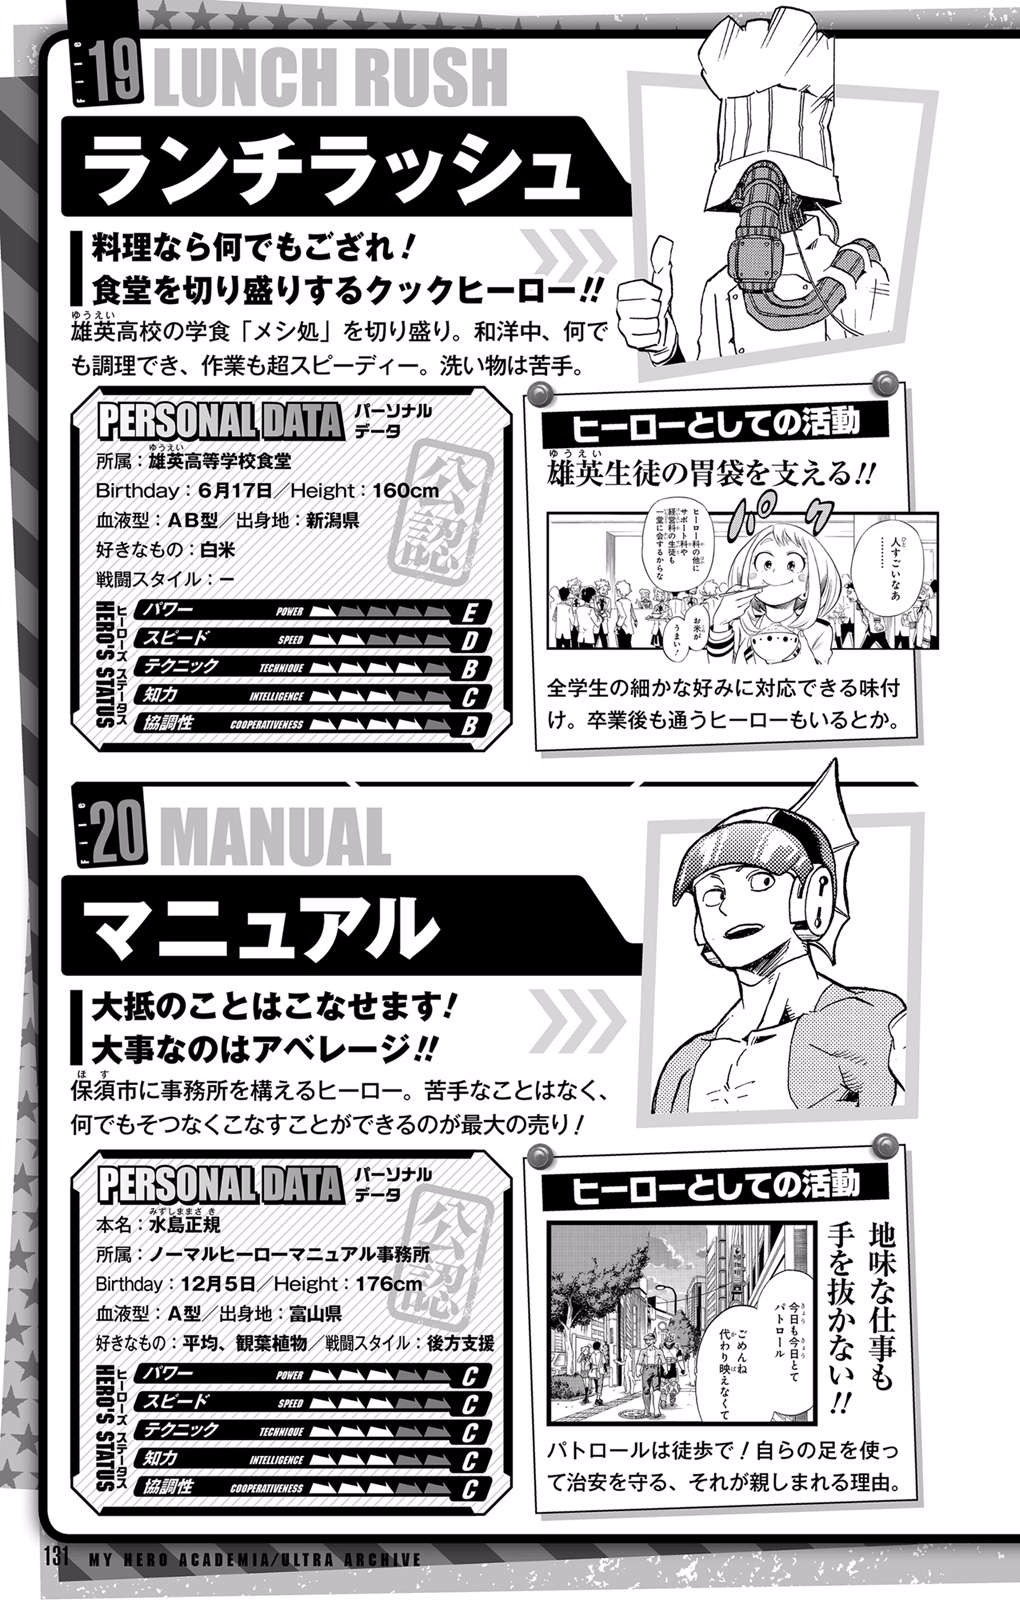 File 19 LUNCH RUSH
ランチラッシュ
料理なら何でもござれ!
食堂を切り盛りするクックヒーロー!!
ゆうえい
雄英高校の学食「メシ処」を切り盛り。和洋中、何で
も調理でき、作業も超スピーディー。洗い物は苦手。
PERSONAL DATA パーソナル
データ
ゆうえい
所属:雄英高等学校食堂
Birthday:6月17日/Height:160cm
血液型:AB型/出身地:新潟県
好きなもの:白米
戦闘スタイル:ー
公認
ヒーローズ ステータス
HERO'S STATUS
パワー POWER E
スピード SPEED D
テクニック TECHNIQUE B
知力 INTELLIGENCE C
協調性 COOPERATIVENESS B
ヒーローとしての活動
ゆうえい
雄英生徒の胃袋を支える!!
人すごいなあ
………
ヒーロー科の他に
サポート科や
経営科の生徒も
一堂に会するからな
パク
お米が
うまい!
全学生の細かな好みに対応できる味付
け。卒業後も通うヒーローもいるとか。
File 20 MANUAL
マニュアル
大抵のことはこなせます!
大事なのはアベレージ!!
ほす
保須市に事務所を構えるヒーロー。苦手なことはなく、
何でもそつなくこなすことができるのが最大の売り!
PERSONAL DATA パーソナル
データ
みずしままさき
本名:水島正規
所属:ノーマルヒーローマニュアル事務所
Birthday:12月5日/Height:176cm
血液型:A型/出身地:富山県
好きなもの:平均、観葉植物/戦闘スタイル:後方支援
公認
ヒーローズ ステータス
HERO'S STATUS
パワー POWER C
スピード SPEED C
テクニック TECHNIQUE C
知力 INTELLIGENCE C
協調性 COOPERATIVENESS C
ヒーローとしての活動
地味な仕事も
手を抜かない!!
今日も今日とて
パトロール
ごめんね
代わり映えなくて
パトロールは徒歩で!自らの足を使っ
て治安を守る、それが親しまれる理由。
131 MY HERO ACADEMIA/ULTRA ARCHIVE